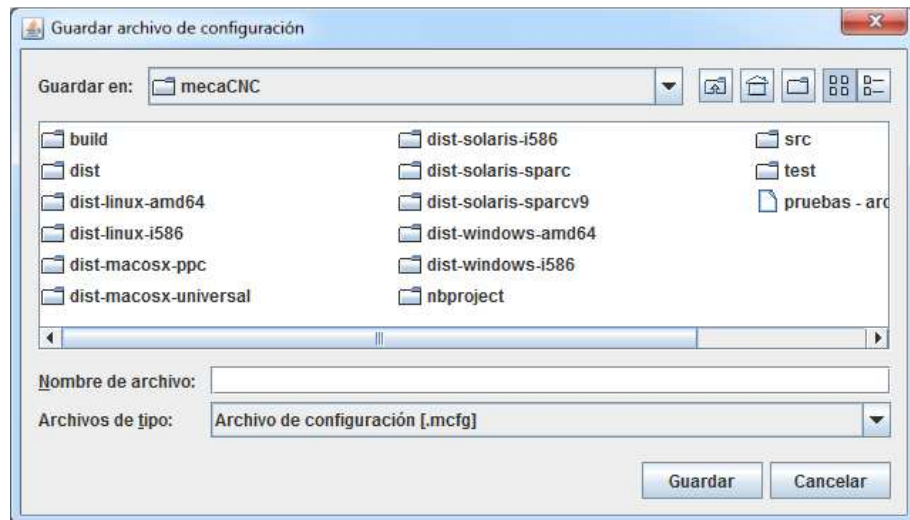 Guardar archivo de configuración
Guardar en: mecaCNC
build
dist
dist-linux-amd64
dist-linux-i586
dist-macosx-ppc
dist-macosx-universal
dist-solaris-i586
dist-solaris-sparc
dist-solaris-sparcv9
dist-windows-amd64
dist-windows-i586
nbproject
src
test
pruebas - arc
Nombre de archivo:
Archivos de tipo: Archivo de configuración [.mcfg]
Guardar Cancelar